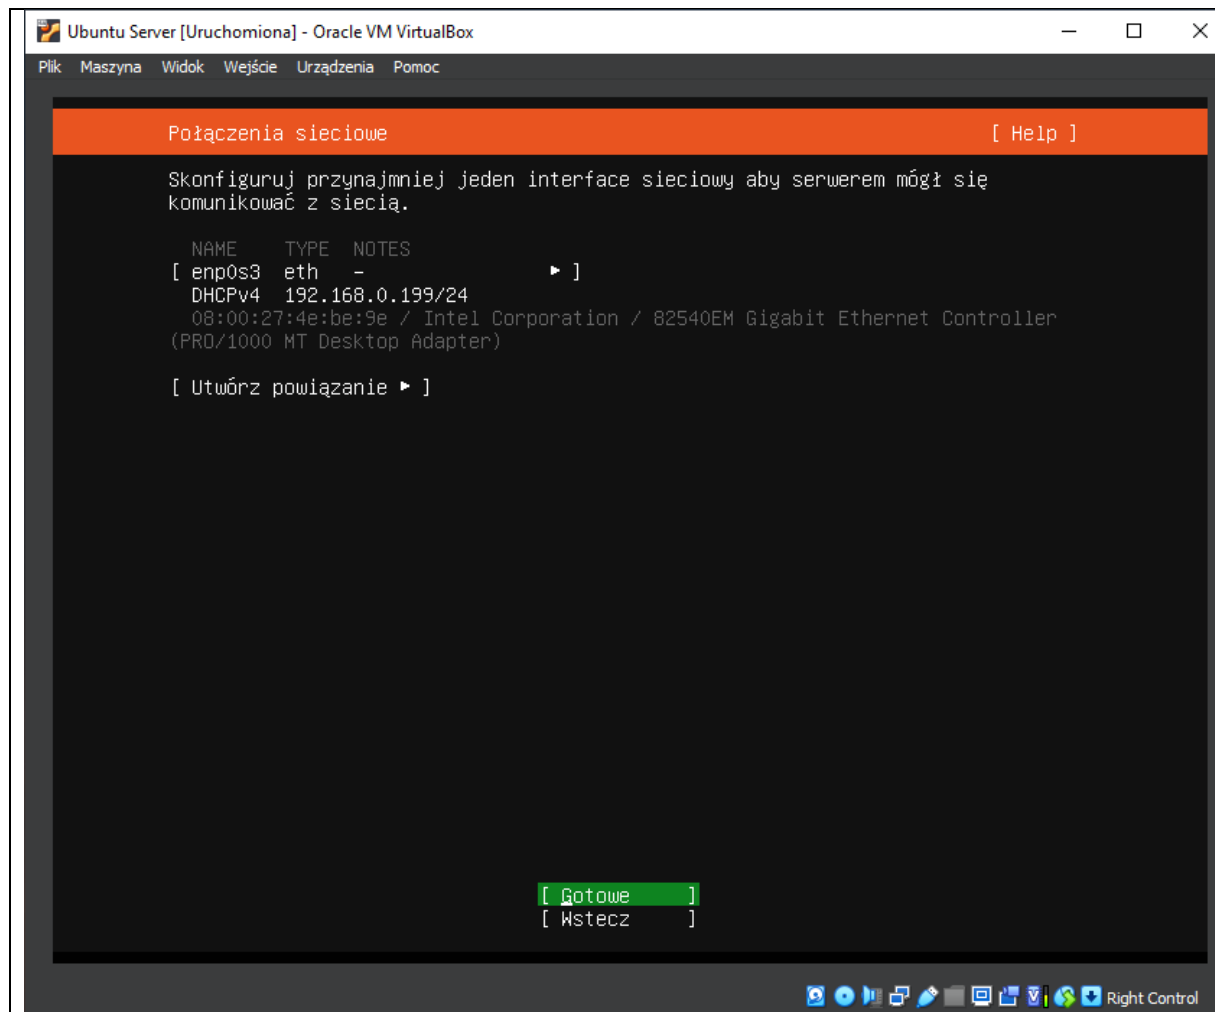 Ubuntu Server [Uruchomiona] - Oracle VM VirtualBox
Plik Maszyna Widok Wejście Urządzenia Pomoc
Połączenia sieciowe [ Help ]
Skonfiguruj przynajmniej jeden interface sieciowy aby serwerem mógł się
komunikować z siecią.
NAME TYPE NOTES
[ enp0s3 eth - ▸ ]
DHCPv4 192.168.0.199/24
08:00:27:4e:be:9e / Intel Corporation / 82540EM Gigabit Ethernet Controller
(PRO/1000 MT Desktop Adapter)
[ Utwórz powiązanie ▸ ]
[ Gotowe ]
[ Wstecz ]
Right Control